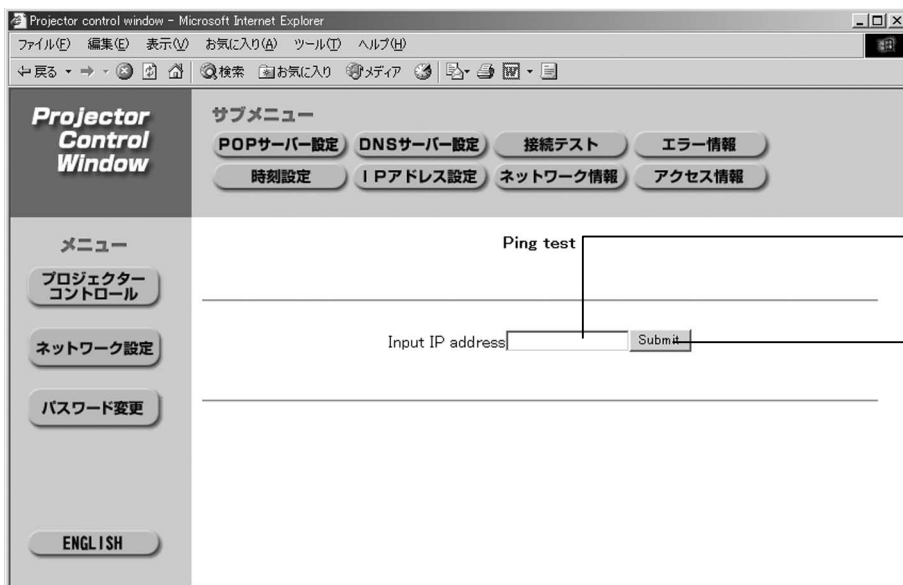 Projector control window - Microsoft Internet Explorer
ファイル(F) 編集(E) 表示(V) お気に入り(A) ツール(T) ヘルプ(H)
戻る 検索 お気に入り メディア
Projector
Control
Window
サブメニュー
POPサーバー設定 DNSサーバー設定 接続テスト エラー情報
時刻設定 IPアドレス設定 ネットワーク情報 アクセス情報
メニュー
プロジェクター
コントロール
ネットワーク設定
パスワード変更
ENGLISH
Ping test
Input IP address Submit